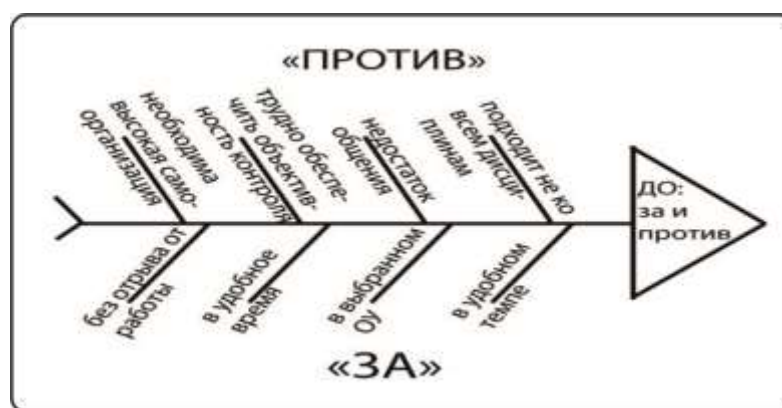 «ПРОТИВ»
необходима
высокая само-
организация
трудно обеспе-
чить объектив-
ность контроля
недостаток
общения
подходит не ко
всем дисци-
плинам
ДО:
за и
против
без отрыва от
работы
в удобное
время
в выбранном
ОУ
в удобном
темпе
«ЗА»